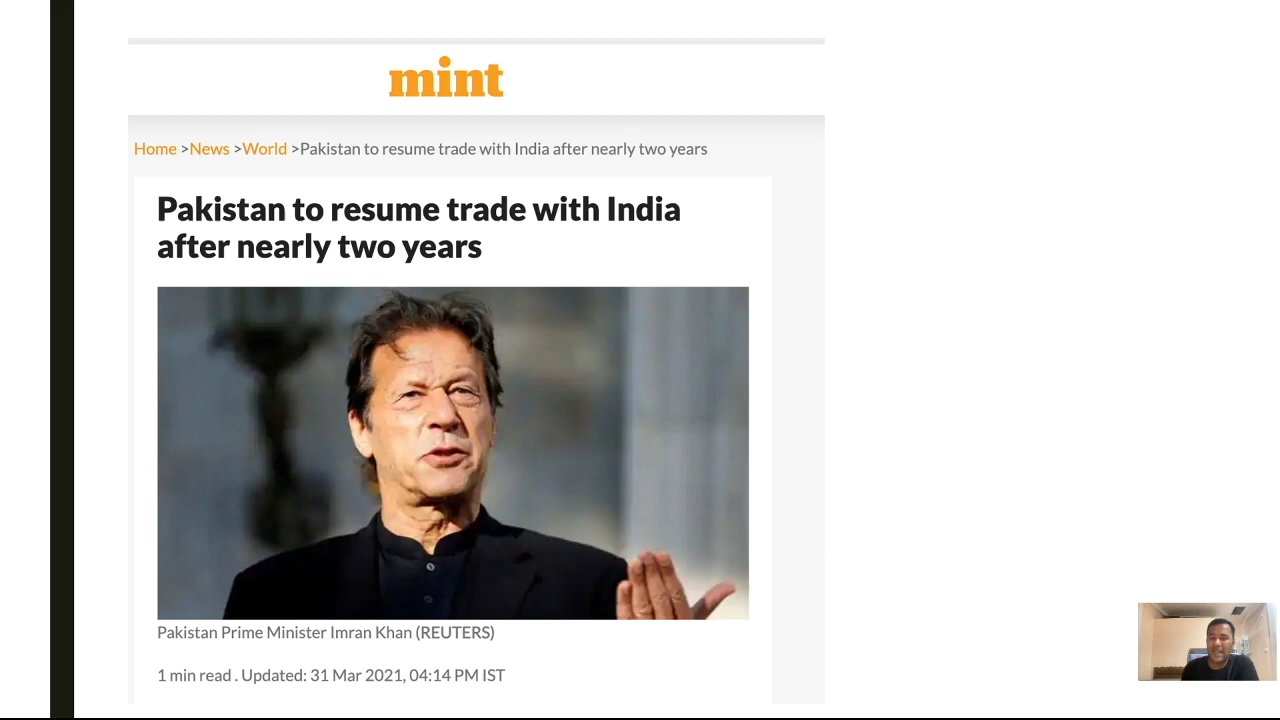 mint
Home >News >World >Pakistan to resume trade with India after nearly two years
Pakistan to resume trade with India
after nearly two years
Pakistan Prime Minister Imran Khan (REUTERS)
1 min read . Updated: 31 Mar 2021, 04:14 PM IST